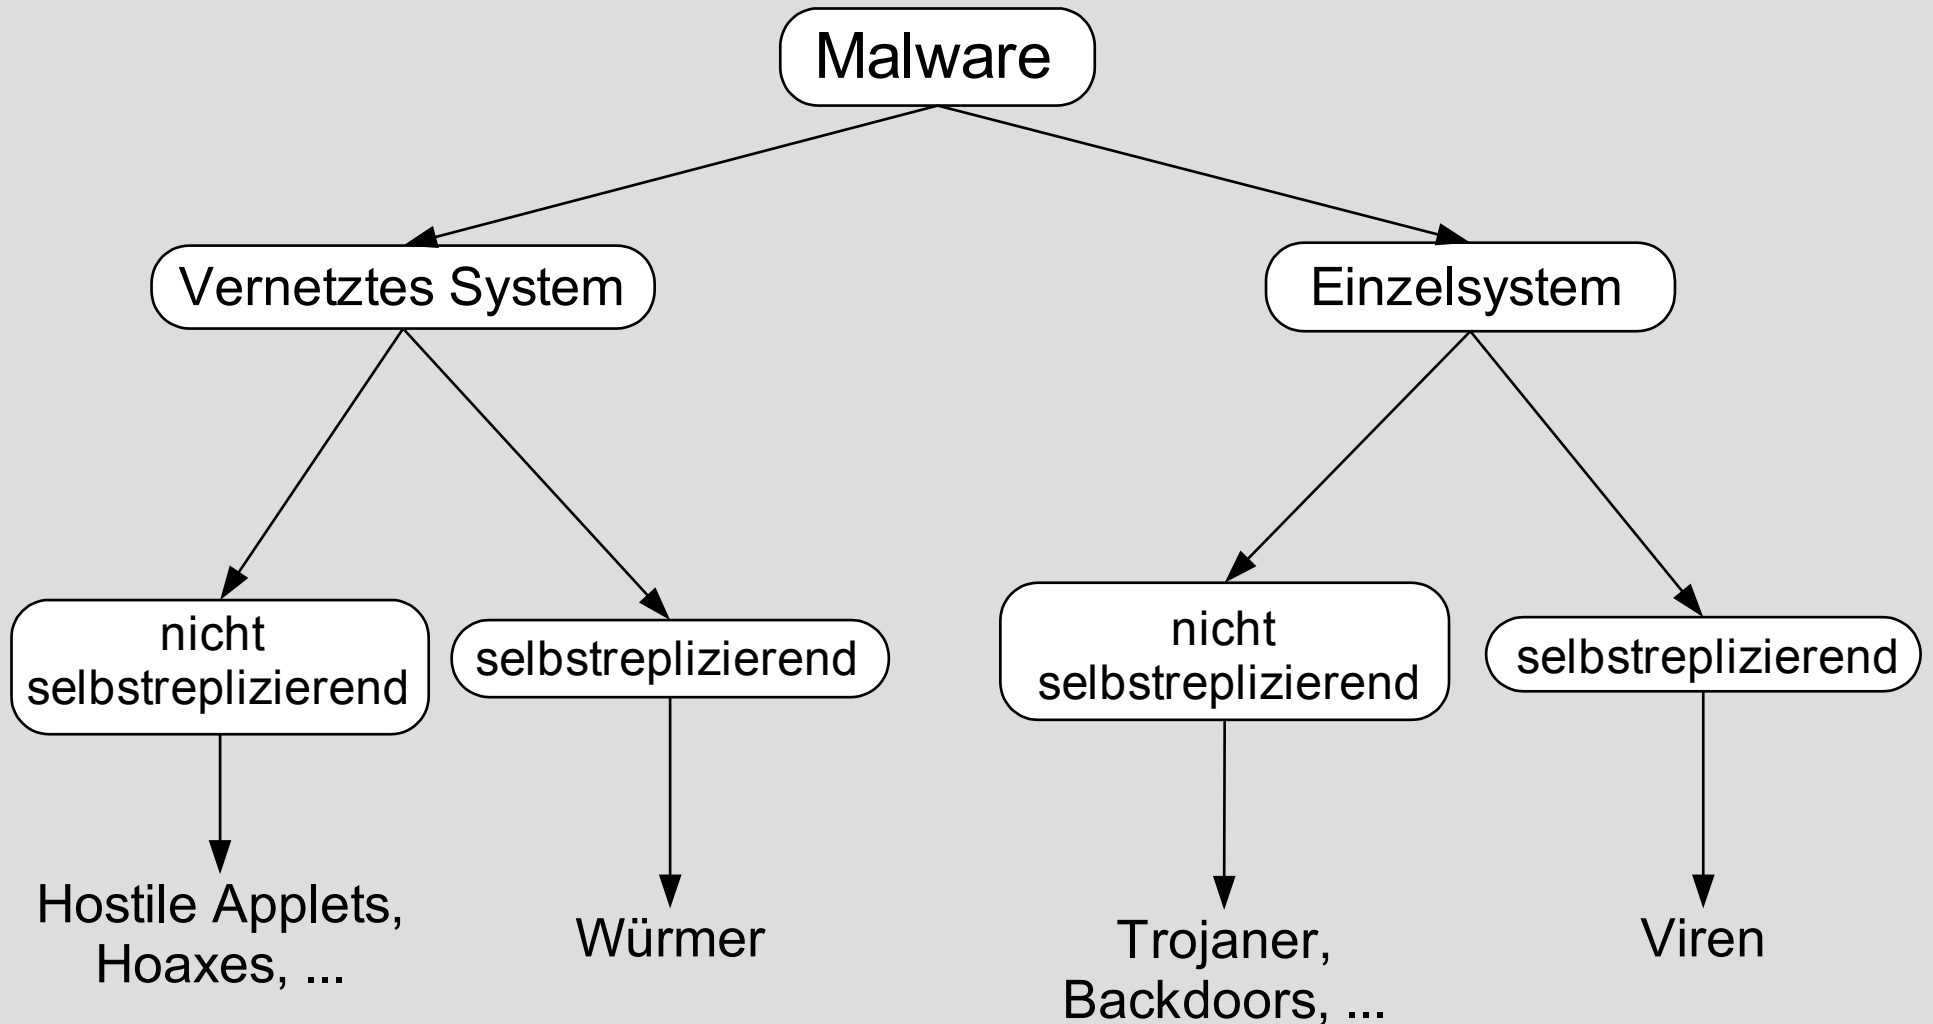 Malware
Vernetztes System
Einzelsystem
nicht
selbstreplizierend
selbstreplizierend
nicht
selbstreplizierend
selbstreplizierend
Hostile Applets,
Hoaxes, ...
Würmer
Trojaner,
Backdoors, ...
Viren